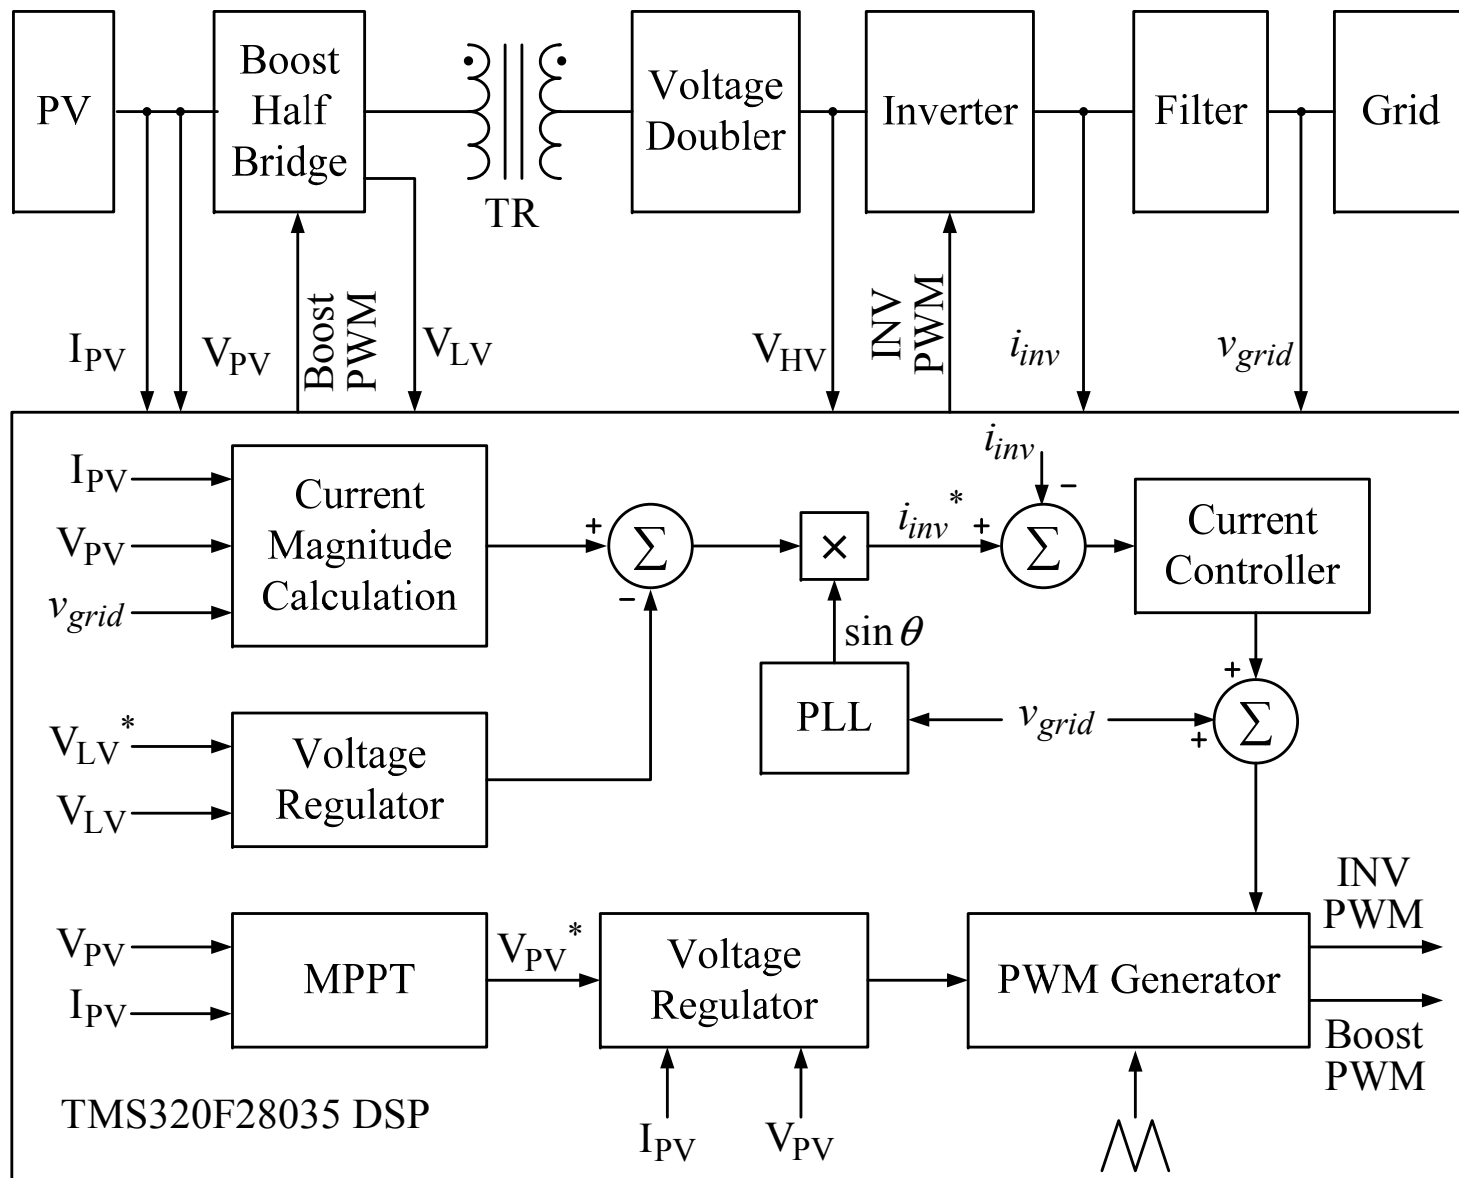 PV
Boost
Half
Bridge
TR
Voltage
Doubler
Inverter
Filter
Grid
I_PV
V_PV
Boost
PWM
V_LV
V_HV
INV
PWM
i_inv
v_grid
I_PV
V_PV
v_grid
Current
Magnitude
Calculation
+
Σ
−
×
i_inv*
+
i_inv
−
Σ
Current
Controller
sin θ
PLL
v_grid
+
+
Σ
V_LV*
V_LV
Voltage
Regulator
V_PV
I_PV
MPPT
V_PV*
Voltage
Regulator
I_PV
V_PV
PWM Generator
INV
PWM
Boost
PWM
TMS320F28035 DSP